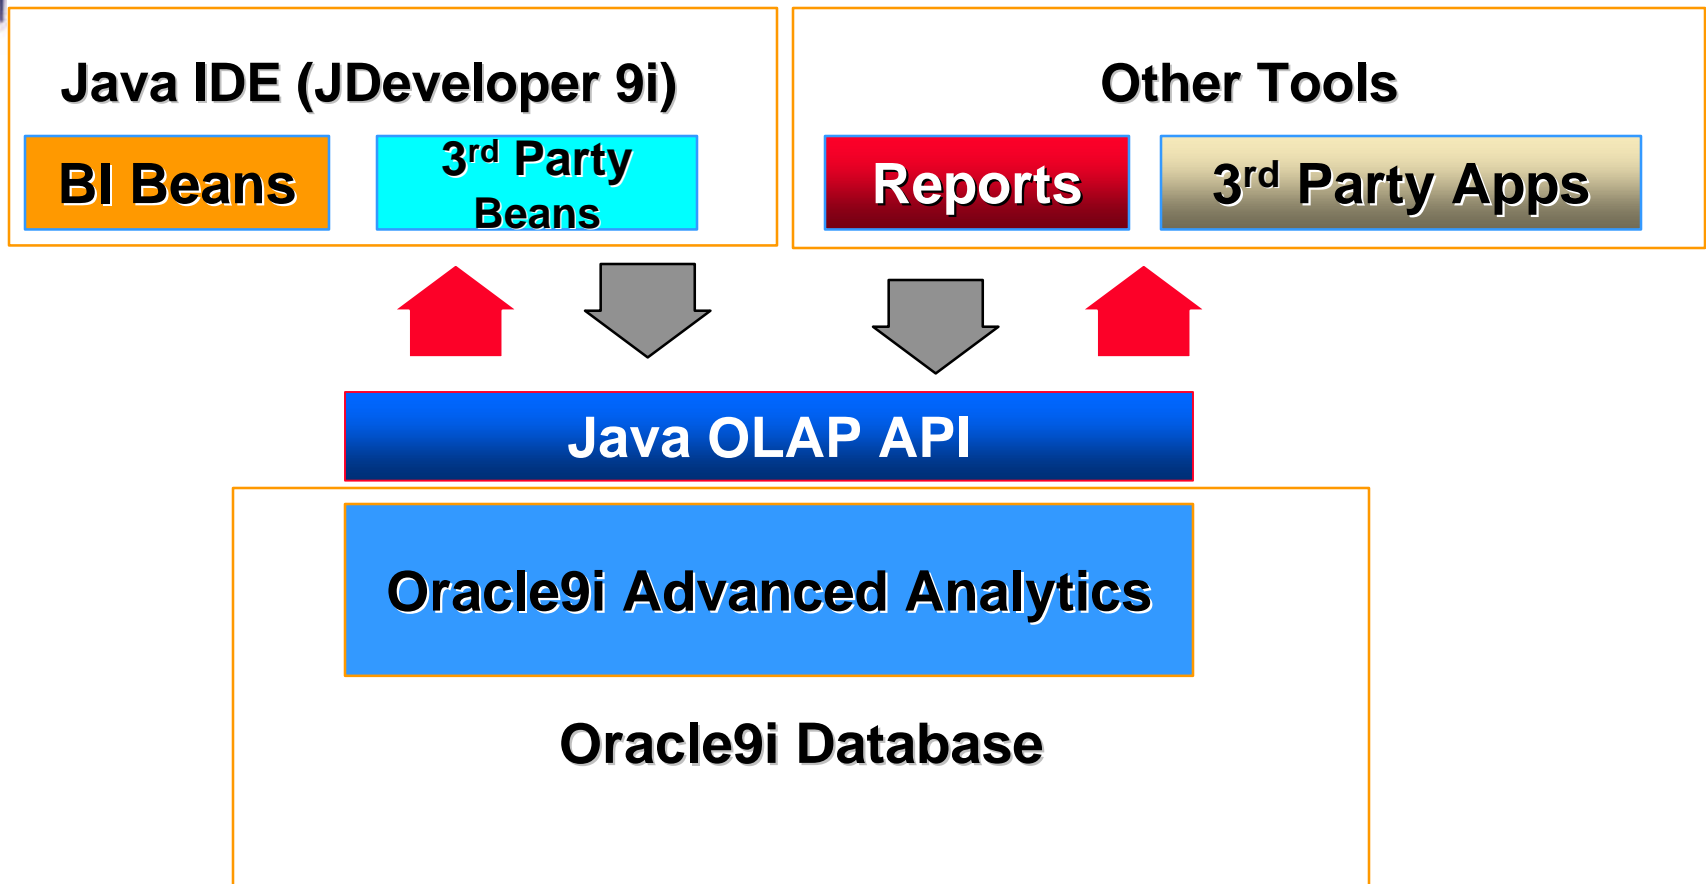 Java IDE (JDeveloper 9i)
Other Tools
BI Beans
3rd Party
Beans
Reports
3rd Party Apps
Java OLAP API
Oracle9i Advanced Analytics
Oracle9i Database